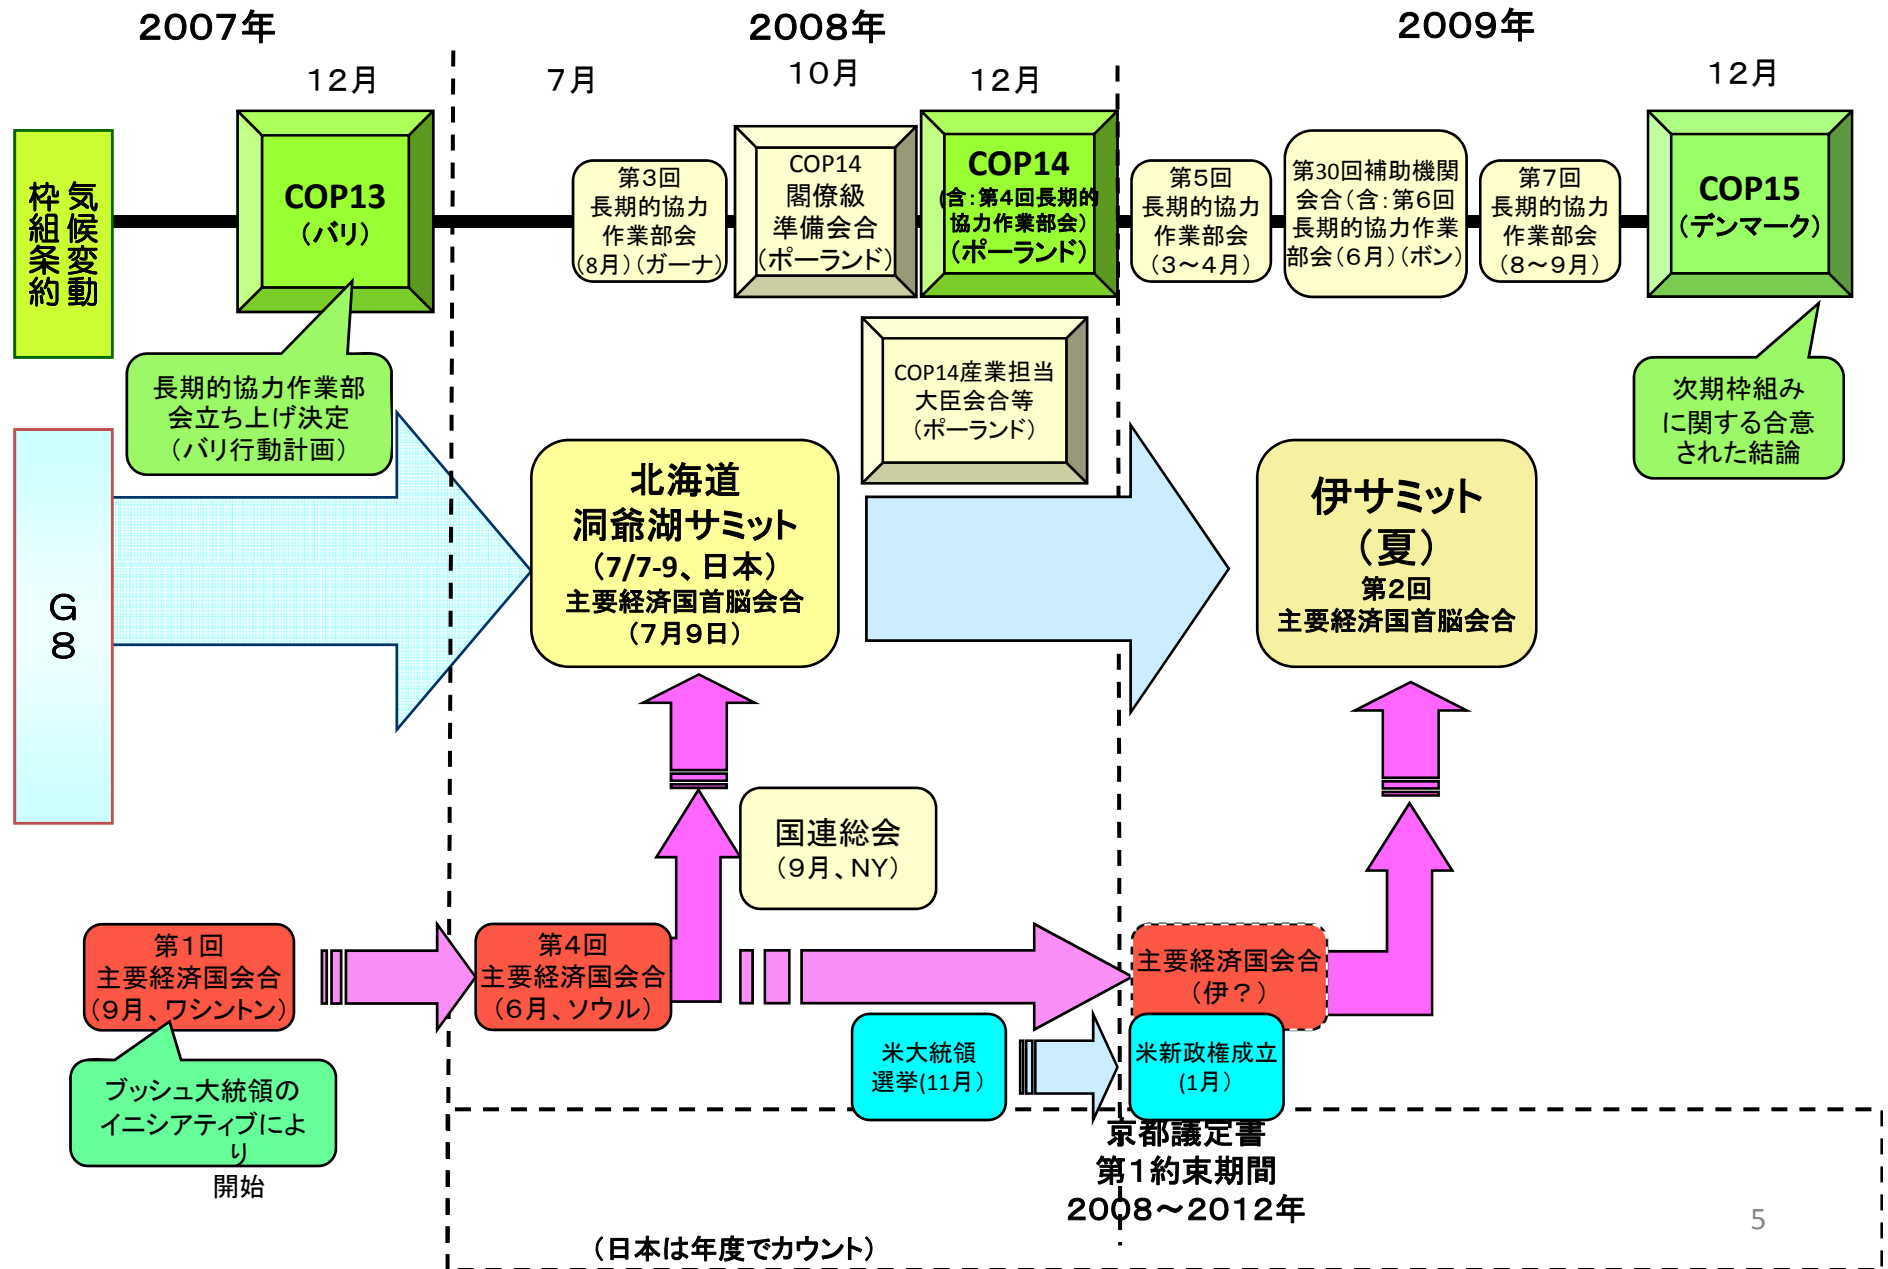 2007年
2008年
2009年
12月
7月
10月
12月
12月
気候変動
枠組条約
COP13
(バリ)
第3回
長期的協力
作業部会
(8月)(ガーナ)
COP14
閣僚級
準備会合
(ポーランド)
COP14
(含:第4回長期的
協力作業部会)
(ポーランド)
第5回
長期的協力
作業部会
(3～4月)
第30回補助機関
会合(含:第6回
長期的協力作業
部会(6月)(ボン)
第7回
長期的協力
作業部会
(8～9月)
COP15
(デンマーク)
長期的協力作業部
会立ち上げ決定
(バリ行動計画)
COP14産業担当
大臣会合等
(ポーランド)
次期枠組み
に関する合意
された結論
G
8
北海道
洞爺湖サミット
(7/7-9、日本)
主要経済国首脳会合
(7月9日)
伊サミット
(夏)
第2回
主要経済国首脳会合
国連総会
(9月、NY)
第1回
主要経済国会合
(9月、ワシントン)
第4回
主要経済国会合
(6月、ソウル)
主要経済国会合
(伊?)
ブッシュ大統領の
イニシアティブによ
り
開始
米大統領
選挙(11月)
米新政権成立
(1月)
京都議定書
第1約束期間
2008～2012年
(日本は年度でカウント)
5